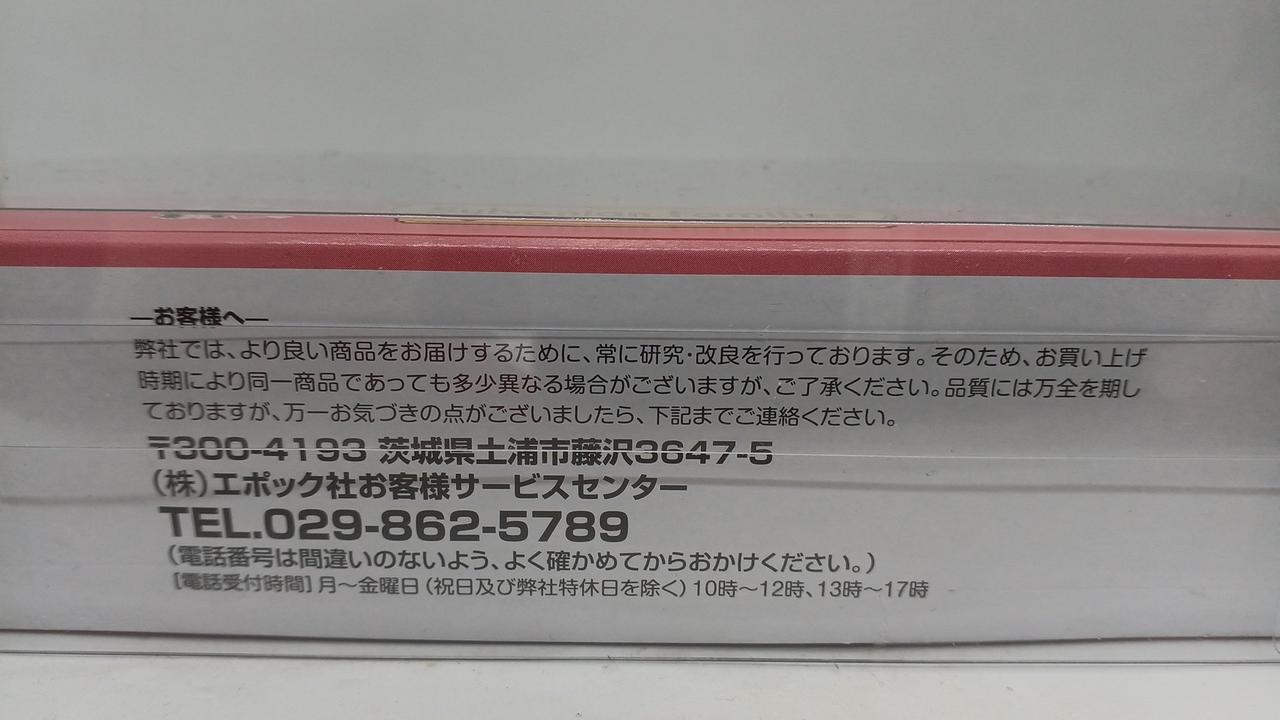 ―お客様へ―
弊社では、より良い商品をお届けするために、常に研究・改良を行っております。そのため、お買い上げ
時期により同一商品であっても多少異なる場合がございますが、ご了承ください。品質には万全を期し
ておりますが、万一お気づきの点がございましたら、下記までご連絡ください。
〒300-4193 茨城県土浦市藤沢3647-5
(株)エポック社お客様サービスセンター
TEL.029-862-5789
(電話番号は間違いのないよう、よく確かめてからおかけください。)
[電話受付時間]月～金曜日(祝日及び弊社特休日を除く)10時～12時、13時～17時